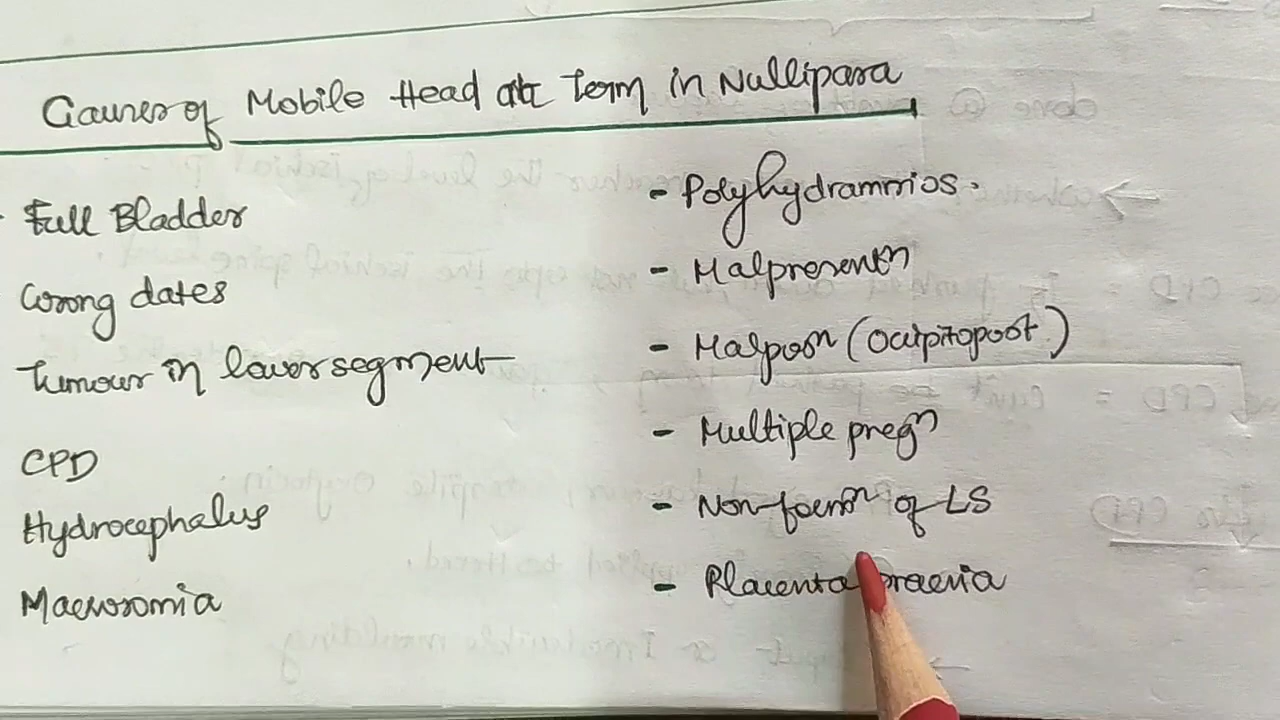 Causes of Mobile Head at Term in Nullipara
Full Bladder
Wrong dates
Tumour in lower segment
CPD
Hydrocephalus
Macrosomia
- Polyhydramnios.
- Malpresentn
- Malposn (Occipitopost.)
- Multiple pregn
- Non-formn of LS
- Placenta praevia